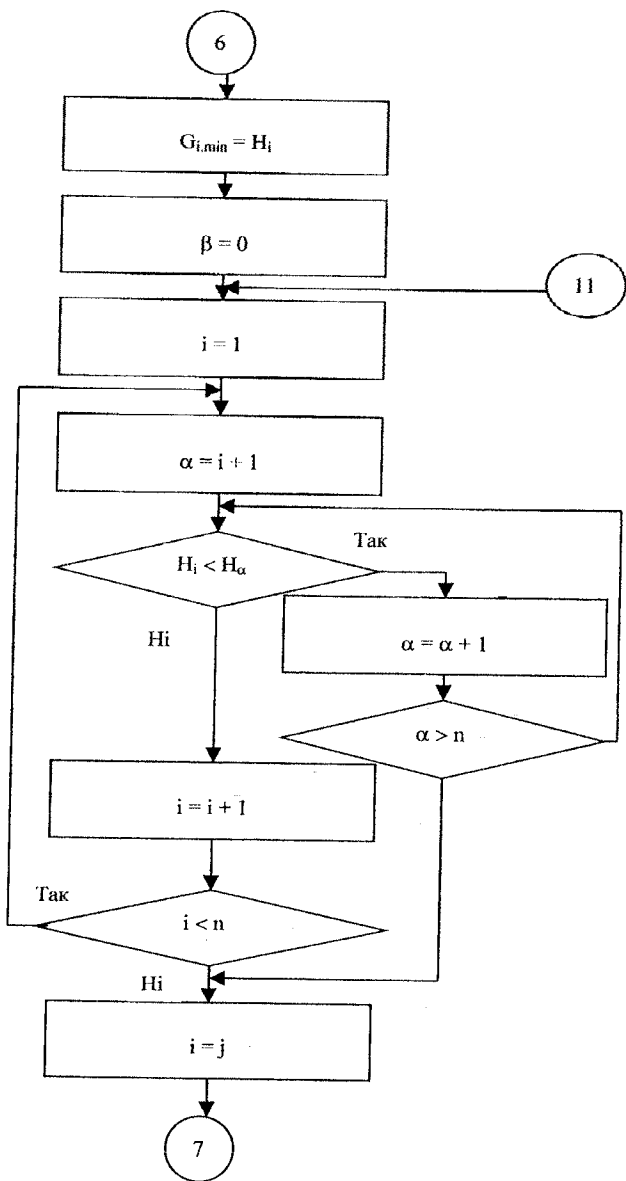 6
G_{i.min} = H_i
β = 0
11
i = 1
α = i + 1
Так
H_i < H_α
Ні
α = α + 1
α > n
i = i + 1
Так
i < n
Ні
i = j
7